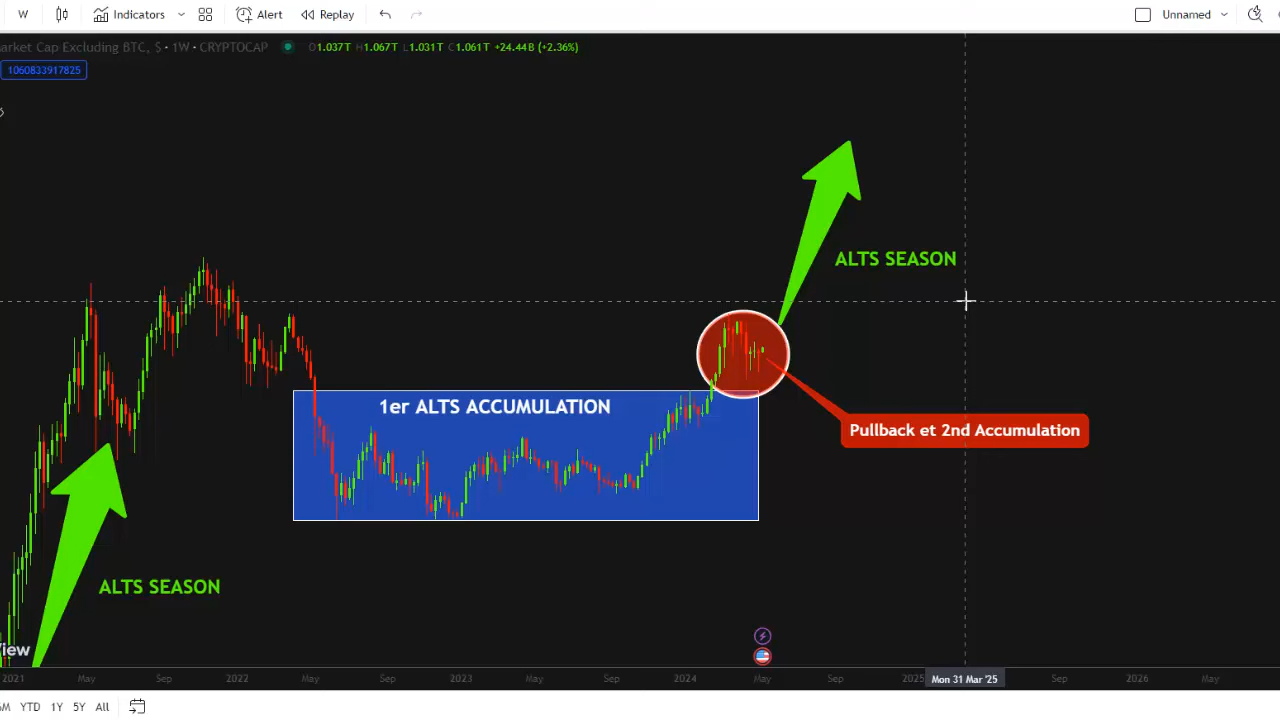 W Indicators Alert Replay Unnamed
arket Cap Excluding BTC, $ · 1W · CRYPTOCAP O1.037T H1.067T L1.031T C1.061T +24.44B (+2.36%)
1060833917825
ALTS SEASON
1er ALTS ACCUMULATION
Pullback et 2nd Accumulation
ALTS SEASON
View
2021 May Sep 2022 May Sep 2023 May Sep 2024 May Sep 2025 Mon 31 Mar '25 Sep 2026 May
6M YTD 1Y 5Y All